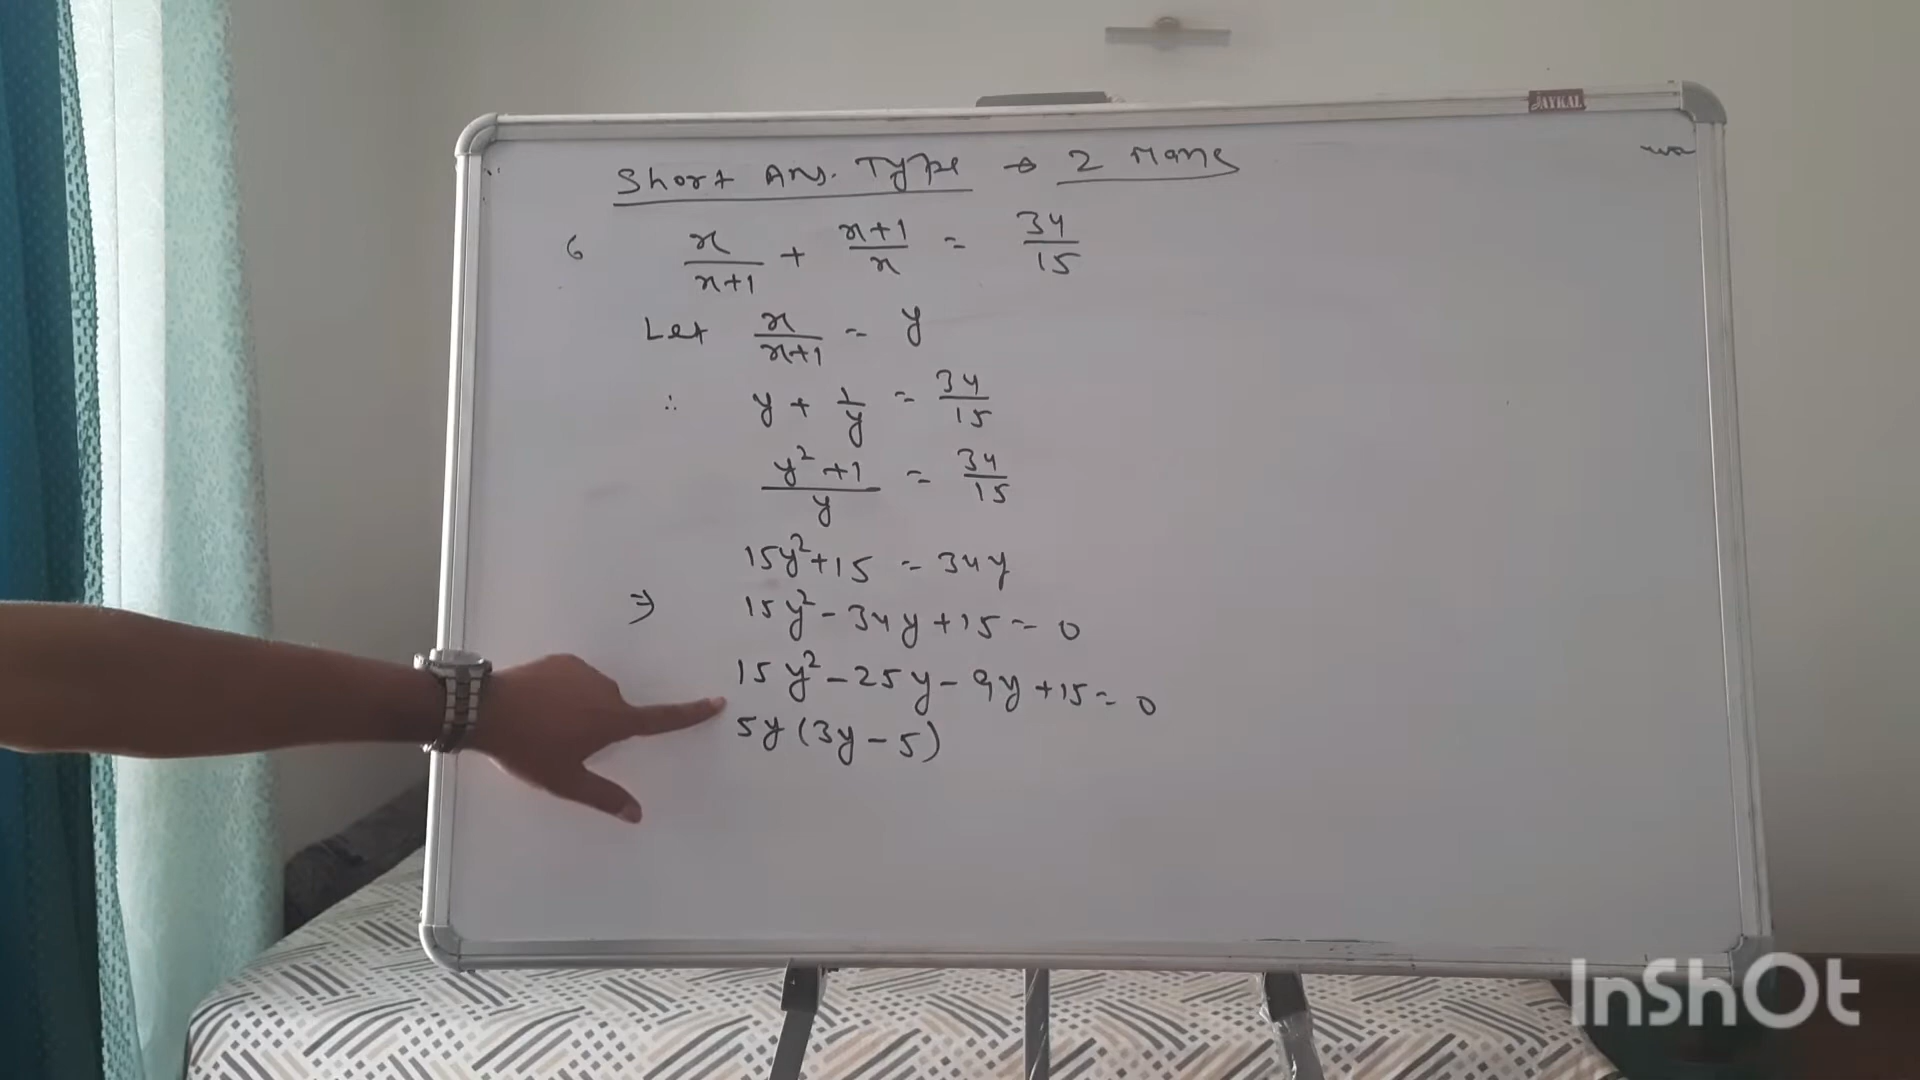 JAYKAL
Short Ans. Type → 2
6 x/(x+1) + (x+1)/x = 34/15
Let x/(x+1) = y
∴ y + 1/y = 34/15
(y²+1)/y = 34/15
15y²+15 = 34y
⇒ 15y²-34y+15=0
15y²-25y-9y+15=0
5y(3y-5)
InShOt